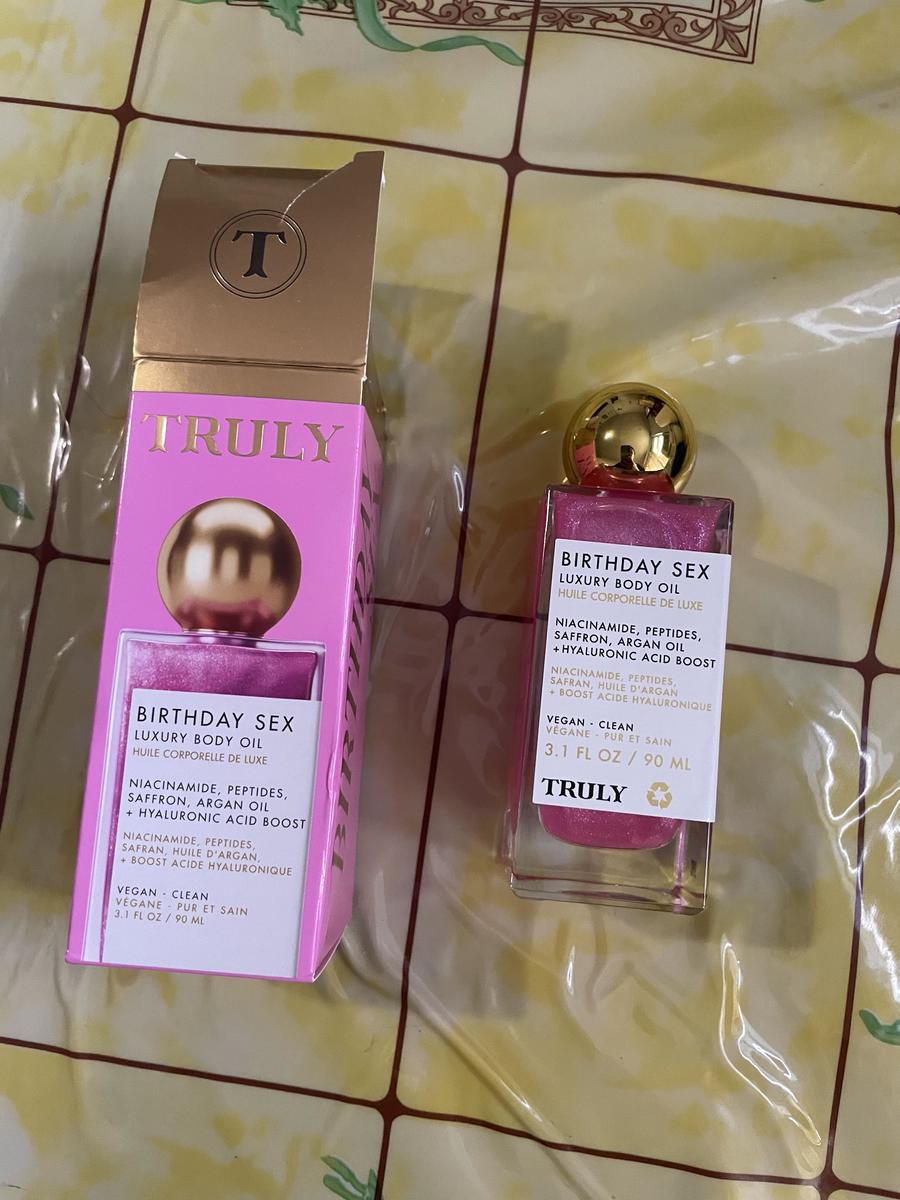 T
TRULY
BIRTHDAY SEX
LUXURY BODY OIL
HUILE CORPORELLE DE LUXE
NIACINAMIDE, PEPTIDES,
SAFFRON, ARGAN OIL
+ HYALURONIC ACID BOOST
NIACINAMIDE, PEPTIDES,
SAFRAN, HUILE D'ARGAN,
+ BOOST ACIDE HYALURONIQUE
VEGAN - CLEAN
VÉGANE - PUR ET SAIN
3.1 FL OZ / 90 ML
BIRTHDAY
BIRTHDAY SEX
LUXURY BODY OIL
HUILE CORPORELLE DE LUXE
NIACINAMIDE, PEPTIDES,
SAFFRON, ARGAN OIL
+HYALURONIC ACID BOOST
NIACINAMIDE, PEPTIDES,
SAFRAN, HUILE D'ARGAN
+ BOOST ACIDE HYALURONIQUE
VEGAN - CLEAN
VÉGANE - PUR ET SAIN
3.1 FL OZ / 90 ML
TRULY